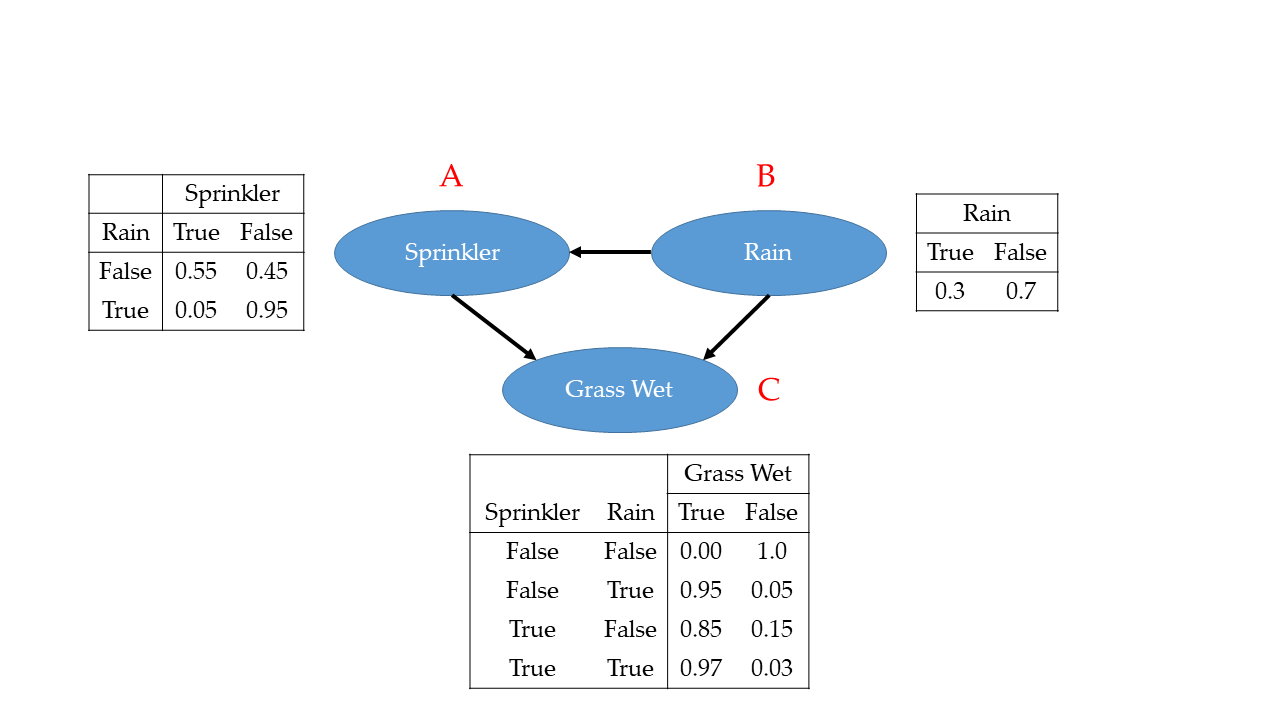 A
B
Sprinkler
Rain True False
False 0.55 0.45
True 0.05 0.95
Sprinkler
Rain
Rain
True False
0.3 0.7
Grass Wet
C
Grass Wet
Sprinkler Rain True False
False False 0.00 1.0
False True 0.95 0.05
True False 0.85 0.15
True True 0.97 0.03